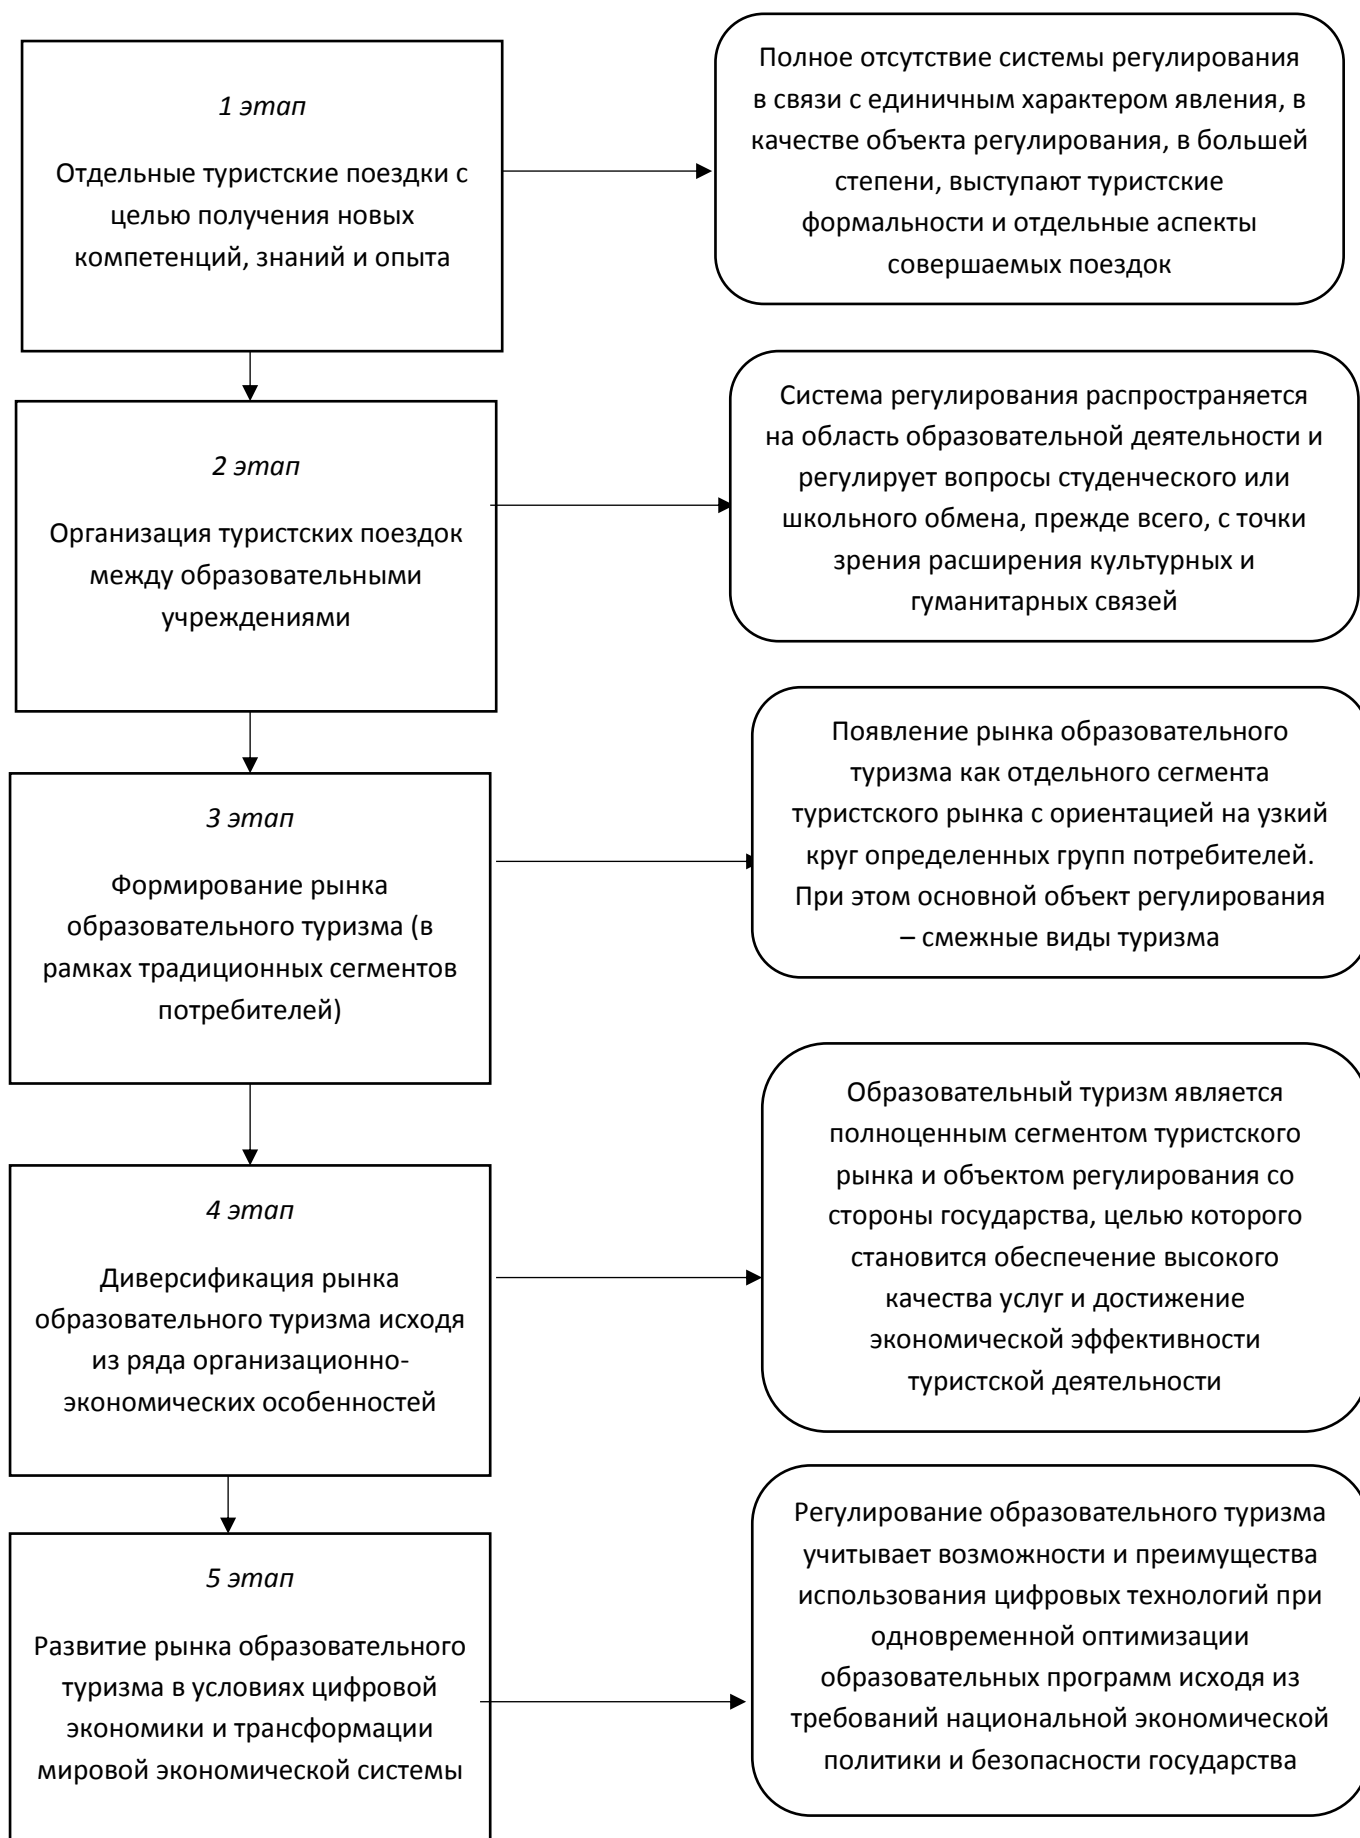 1 этап
Отдельные туристские поездки с
целью получения новых
компетенций, знаний и опыта
Полное отсутствие системы регулирования
в связи с единичным характером явления, в
качестве объекта регулирования, в большей
степени, выступают туристские
формальности и отдельные аспекты
совершаемых поездок
2 этап
Организация туристских поездок
между образовательными
учреждениями
Система регулирования распространяется
на область образовательной деятельности и
регулирует вопросы студенческого или
школьного обмена, прежде всего, с точки
зрения расширения культурных и
гуманитарных связей
3 этап
Формирование рынка
образовательного туризма (в
рамках традиционных сегментов
потребителей)
Появление рынка образовательного
туризма как отдельного сегмента
туристского рынка с ориентацией на узкий
круг определенных групп потребителей.
При этом основной объект регулирования
– смежные виды туризма
4 этап
Диверсификация рынка
образовательного туризма исходя
из ряда организационно-
экономических особенностей
Образовательный туризм является
полноценным сегментом туристского
рынка и объектом регулирования со
стороны государства, целью которого
становится обеспечение высокого
качества услуг и достижение
экономической эффективности
туристской деятельности
5 этап
Развитие рынка образовательного
туризма в условиях цифровой
экономики и трансформации
мировой экономической системы
Регулирование образовательного туризма
учитывает возможности и преимущества
использования цифровых технологий при
одновременной оптимизации
образовательных программ исходя из
требований национальной экономической
политики и безопасности государства